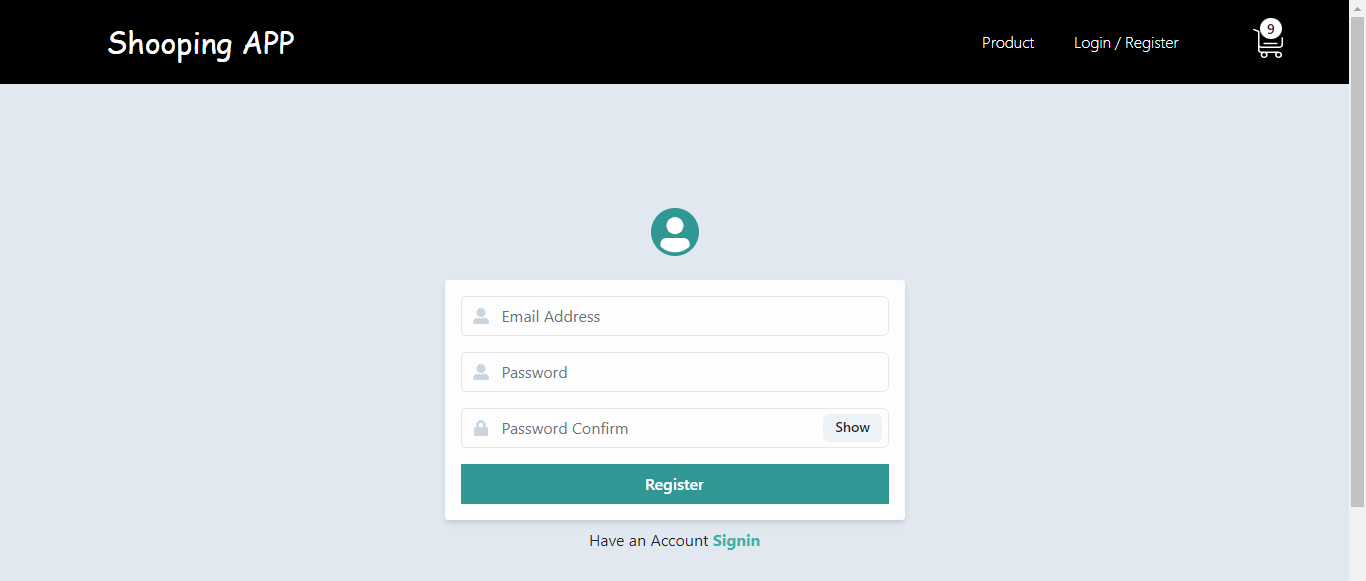 Shooping APP
Product
Login / Register
9
Email Address
Password
Password Confirm
Show
Register
Have an Account Signin